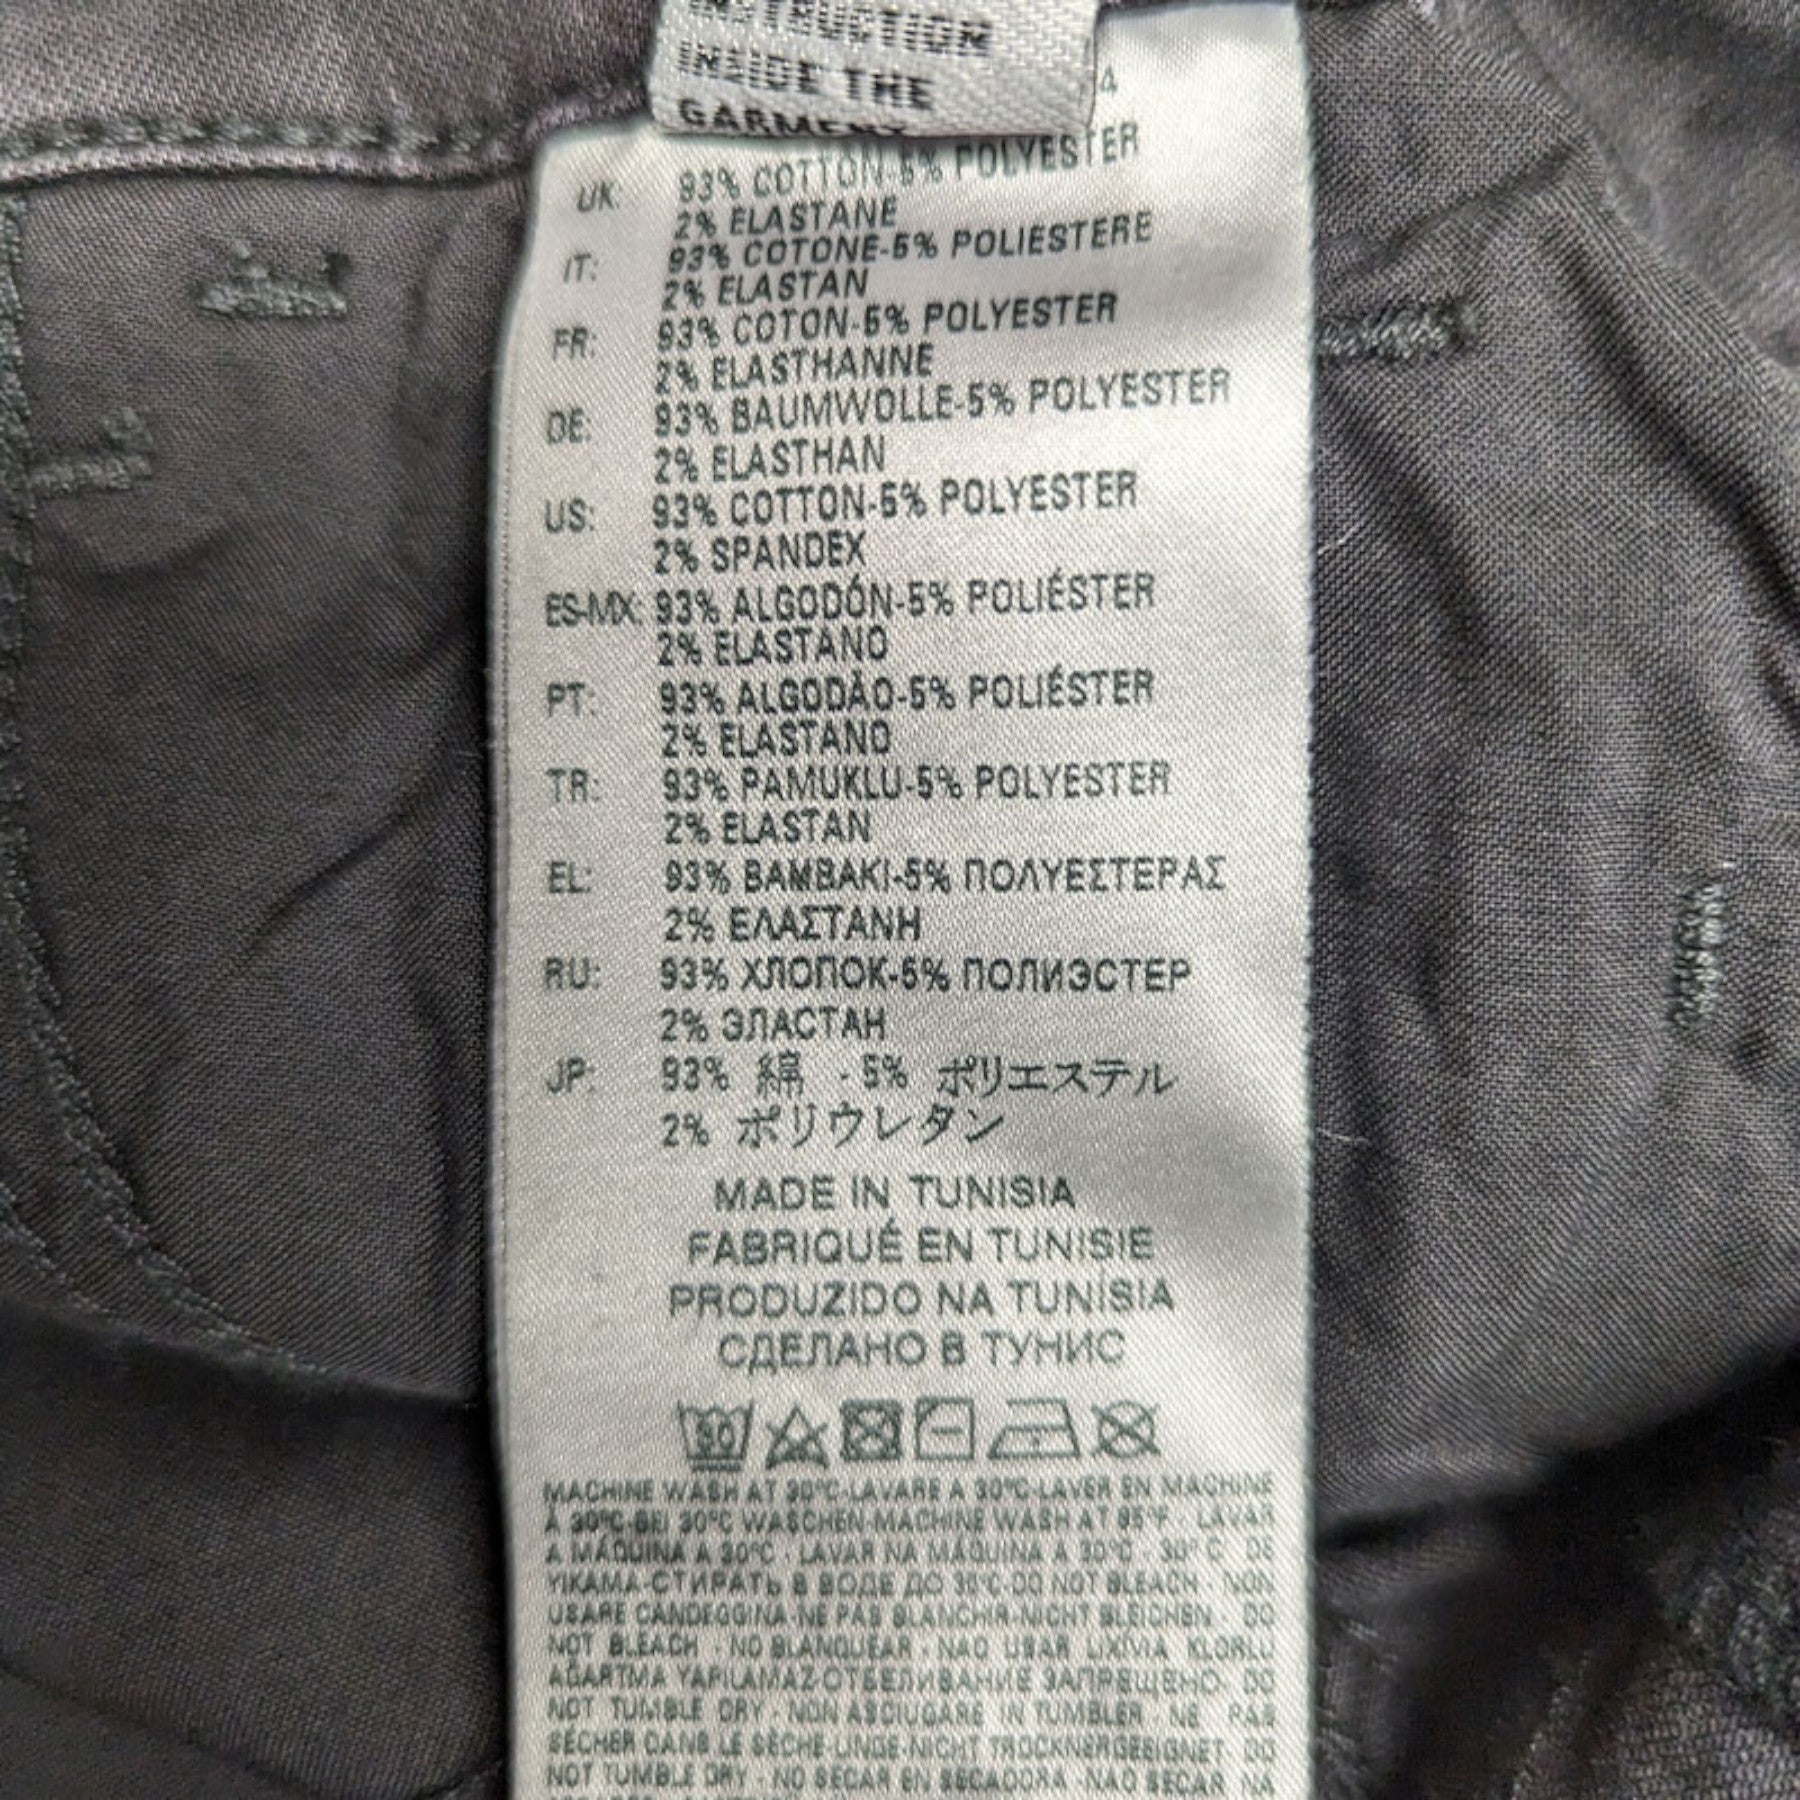 INSTRUCTION
INSIDE THE
GARMENT
4
UK: 93% COTTON-5% POLYESTER
2% ELASTANE
IT: 93% COTONE-5% POLIESTERE
2% ELASTAN
FR: 93% COTON-5% POLYESTER
2% ELASTHANNE
DE: 93% BAUMWOLLE-5% POLYESTER
2% ELASTHAN
US: 93% COTTON-5% POLYESTER
2% SPANDEX
ES-MX: 93% ALGODÓN-5% POLIÉSTER
2% ELASTANO
PT: 93% ALGODÃO-5% POLIÉSTER
2% ELASTANO
TR: 93% PAMUKLU-5% POLYESTER
2% ELASTAN
EL: 93% BAMBAKI-5% ΠΟΛΥΕΣΤΕΡΑΣ
2% ΕΛΑΣΤΑΝΗ
RU: 93% ХЛОПОК-5% ПОЛИЭСТЕР
2% ЭЛАСТАН
JP: 93% 綿 - 5% ポリエステル
2% ポリウレタン
MADE IN TUNISIA
FABRIQUÉ EN TUNISIE
PRODUZIDO NA TUNÍSIA
СДЕЛАНО В ТУНИС
30
MACHINE WASH AT 30°C-LAVARE A 30°C-LAVER EN MACHINE
À 30°C-BEI 30°C WASCHEN-MACHINE WASH AT 85°F - LAVAR
A MÁQUINA A 30°C - LAVAR NA MÁQUINA A 30°C - 30° C DE
YIKAMA-СТИРАТЬ В ВОДЕ ДО 30°C-DO NOT BLEACH - NON
USARE CANDEGGINA-NE PAS BLANCHIR-NICHT BLEICHEN - DO
NOT BLEACH - NO BLANQUEAR - NAO USAR LIXIVIA KLORLU
AĞARTMA YAPILAMAZ-ОТБЕЛИВАНИЕ ЗАПРЕЩЕНО- DO
NOT TUMBLE DRY - NON ASCIUGARE IN TUMBLER - NE PAS
SÉCHER DANS LE SÈCHE-LINGE-NICHT TROCKNERGEEIGNET DO
NOT TUMBLE DRY - NO SECAR EN SECADORA -NAO SECAR NA